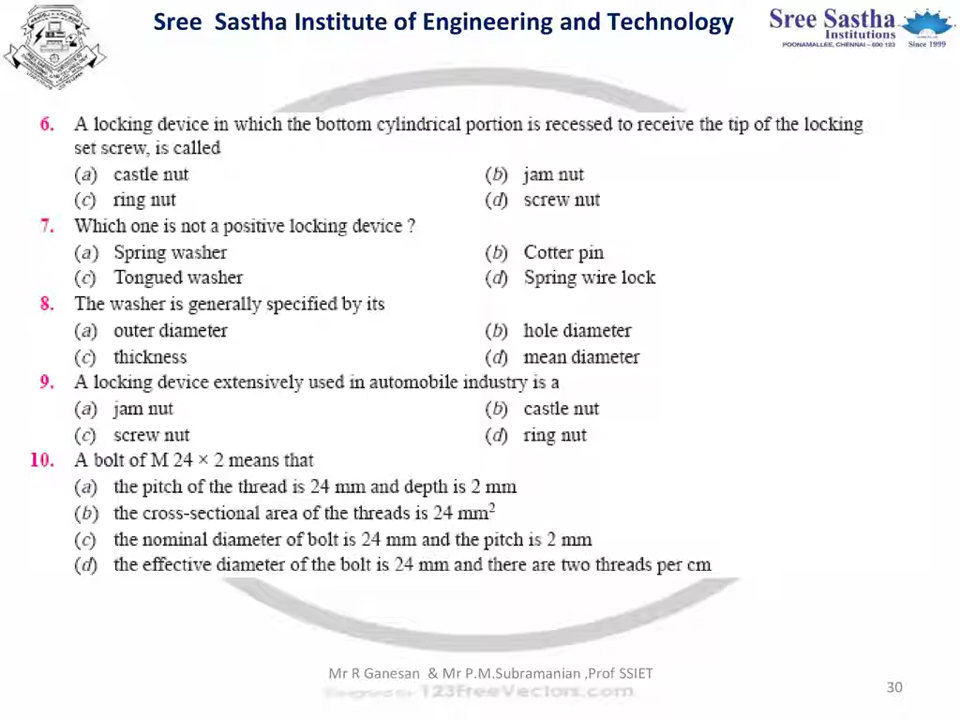 Sree Sastha Institute of Engineering and Technology
Sree Sastha
Institutions
POONAMALLEE, CHENNAI – 600 123
Since 1999
6. A locking device in which the bottom cylindrical portion is recessed to receive the tip of the locking
set screw, is called
(a) castle nut (b) jam nut
(c) ring nut (d) screw nut
7. Which one is not a positive locking device ?
(a) Spring washer (b) Cotter pin
(c) Tongued washer (d) Spring wire lock
8. The washer is generally specified by its
(a) outer diameter (b) hole diameter
(c) thickness (d) mean diameter
9. A locking device extensively used in automobile industry is a
(a) jam nut (b) castle nut
(c) screw nut (d) ring nut
10. A bolt of M 24 × 2 means that
(a) the pitch of the thread is 24 mm and depth is 2 mm
(b) the cross-sectional area of the threads is 24 mm²
(c) the nominal diameter of bolt is 24 mm and the pitch is 2 mm
(d) the effective diameter of the bolt is 24 mm and there are two threads per cm
Mr R Ganesan & Mr P.M.Subramanian ,Prof SSIET
123FreeVectors.com
30